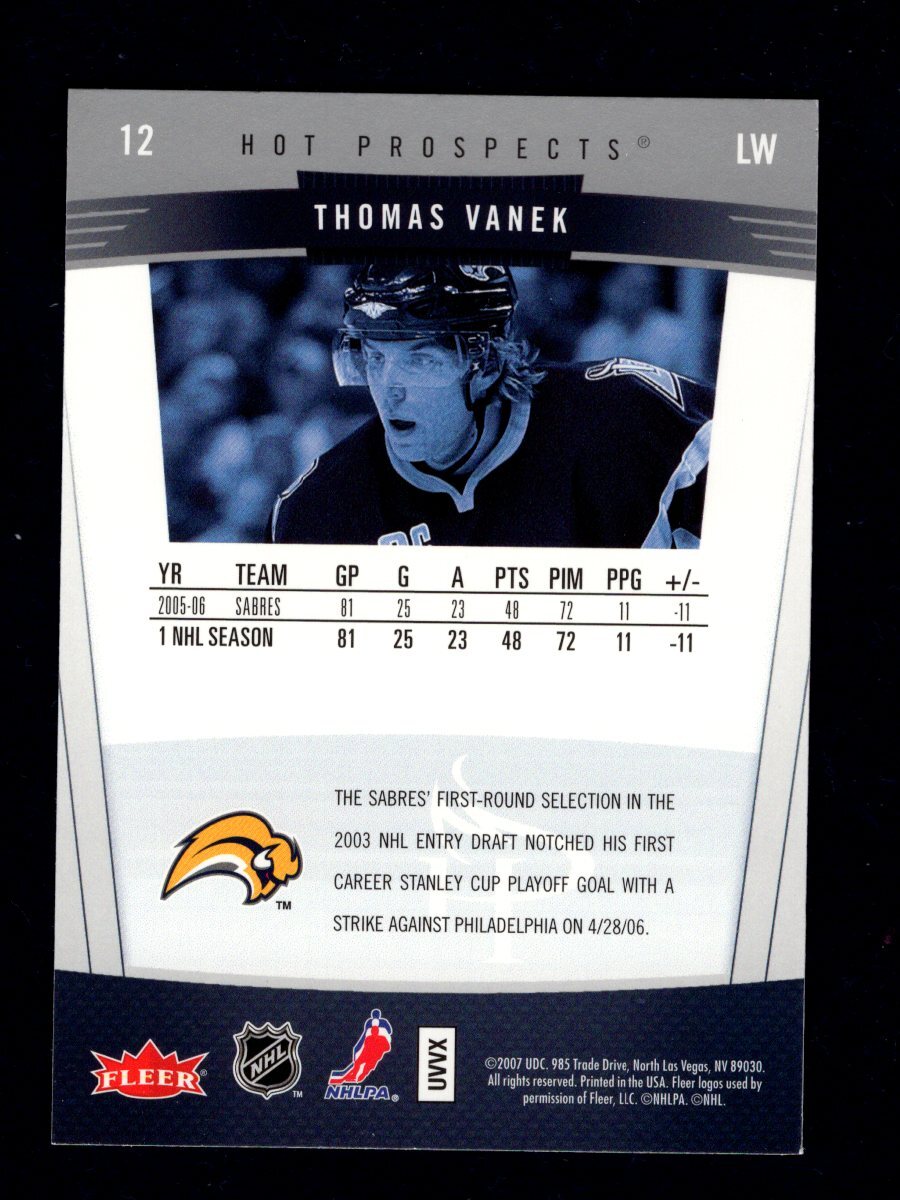 12 HOT PROSPECTS® LW
THOMAS VANEK
YR TEAM GP G A PTS PIM PPG +/-
2005-06 SABRES 81 25 23 48 72 11 -11
1 NHL SEASON 81 25 23 48 72 11 -11
THE SABRES' FIRST-ROUND SELECTION IN THE
2003 NHL ENTRY DRAFT NOTCHED HIS FIRST
CAREER STANLEY CUP PLAYOFF GOAL WITH A
STRIKE AGAINST PHILADELPHIA ON 4/28/06.
TM
FLEER®
NHL TM
NHLPA®
UVVX
©2007 UDC. 985 Trade Drive, North Las Vegas, NV 89030.
All rights reserved. Printed in the USA. Fleer logos used by
permission of Fleer, LLC. ©NHLPA. ©NHL.